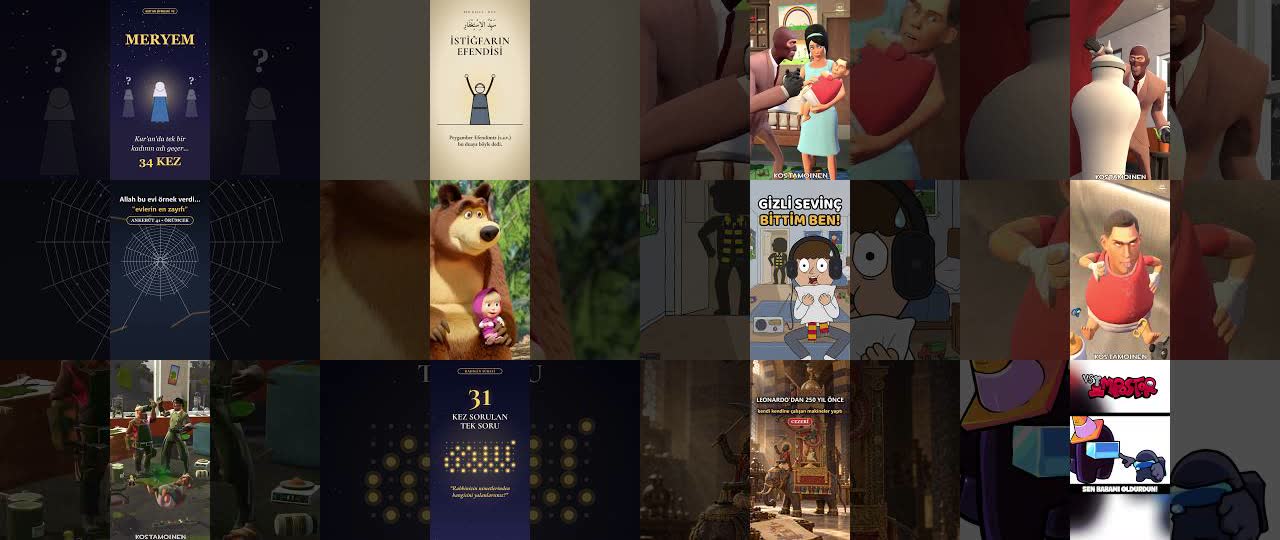 MERYEM
Kur'an'da tek bir
kadının adı geçer...
34 KEZ
İSTİĞFARIN
EFENDİSİ
Peygamber Efendimiz (s.a.v.)
bu duaya böyle dedi.
KOSTAMOINEN
KOSTAMOINEN
Allah bu evi örnek verdi...
"evlerin en zayıfı"
ANKEBÛT 41 • ÖRÜMCEK
GİZLİ SEVİNÇ
BİTTİM BEN!
KOSTAMOINEN
KOSTAMOINEN
31
KEZ SORULAN
TEK SORU
"Rabbinizin nimetlerinden
hangisini yalanlarsınız?"
LEONARDO'DAN 250 YIL ÖNCE
kendi kendine çalışan makineler yaptı
CEZERİ
SEN BABANI ÖLDÜRDÜN!